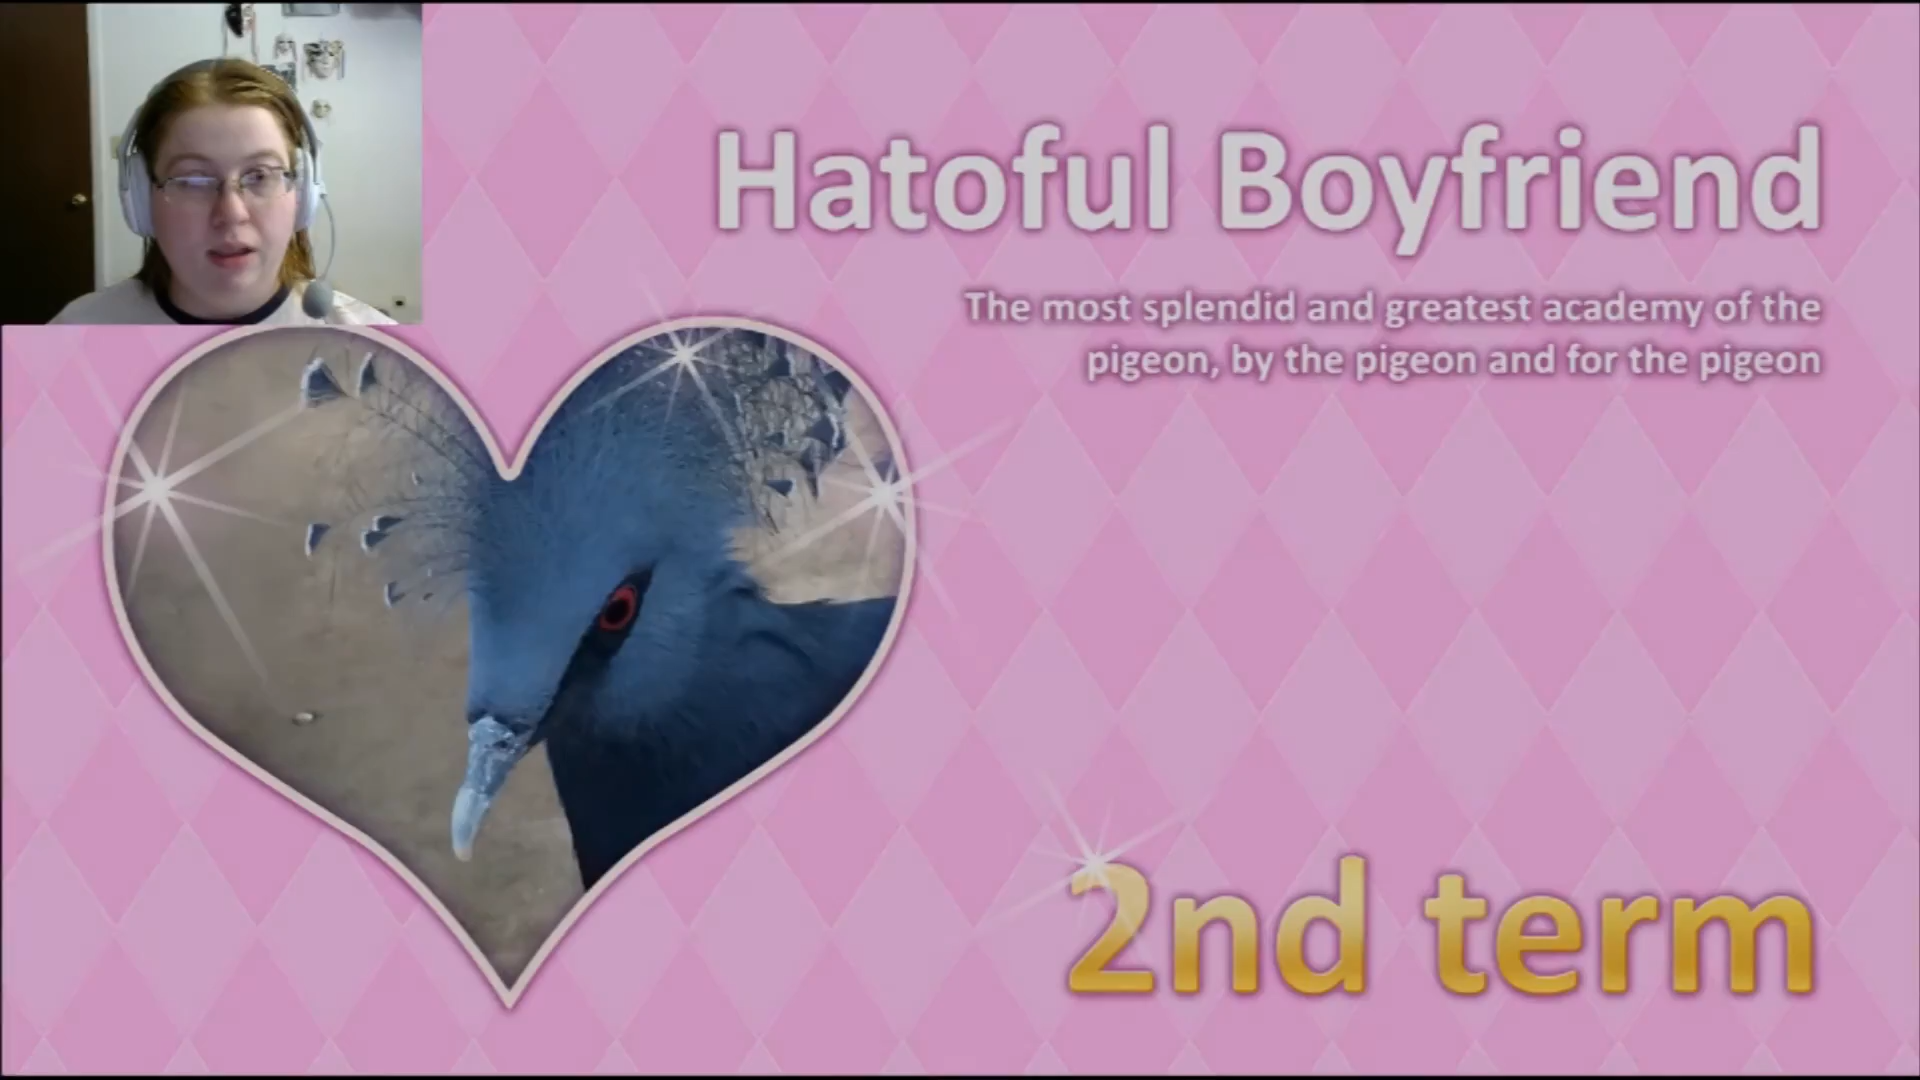 Hatoful Boyfriend
The most splendid and greatest academy of the
pigeon, by the pigeon and for the pigeon
2nd term